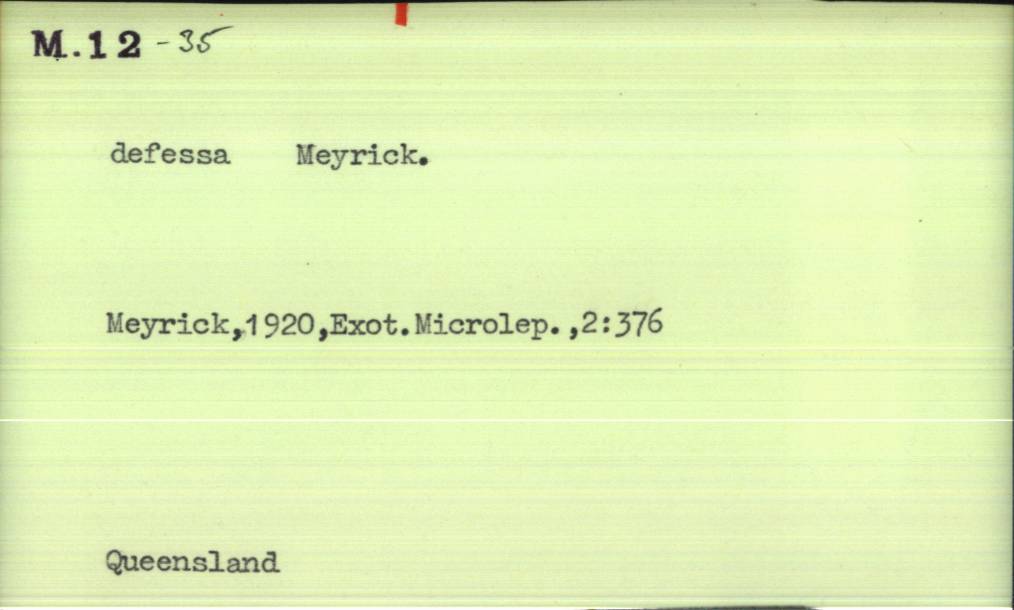 M.12 -35
defessa Meyrick.
Meyrick,1920,Exot.Microlep.,2:376
Queensland